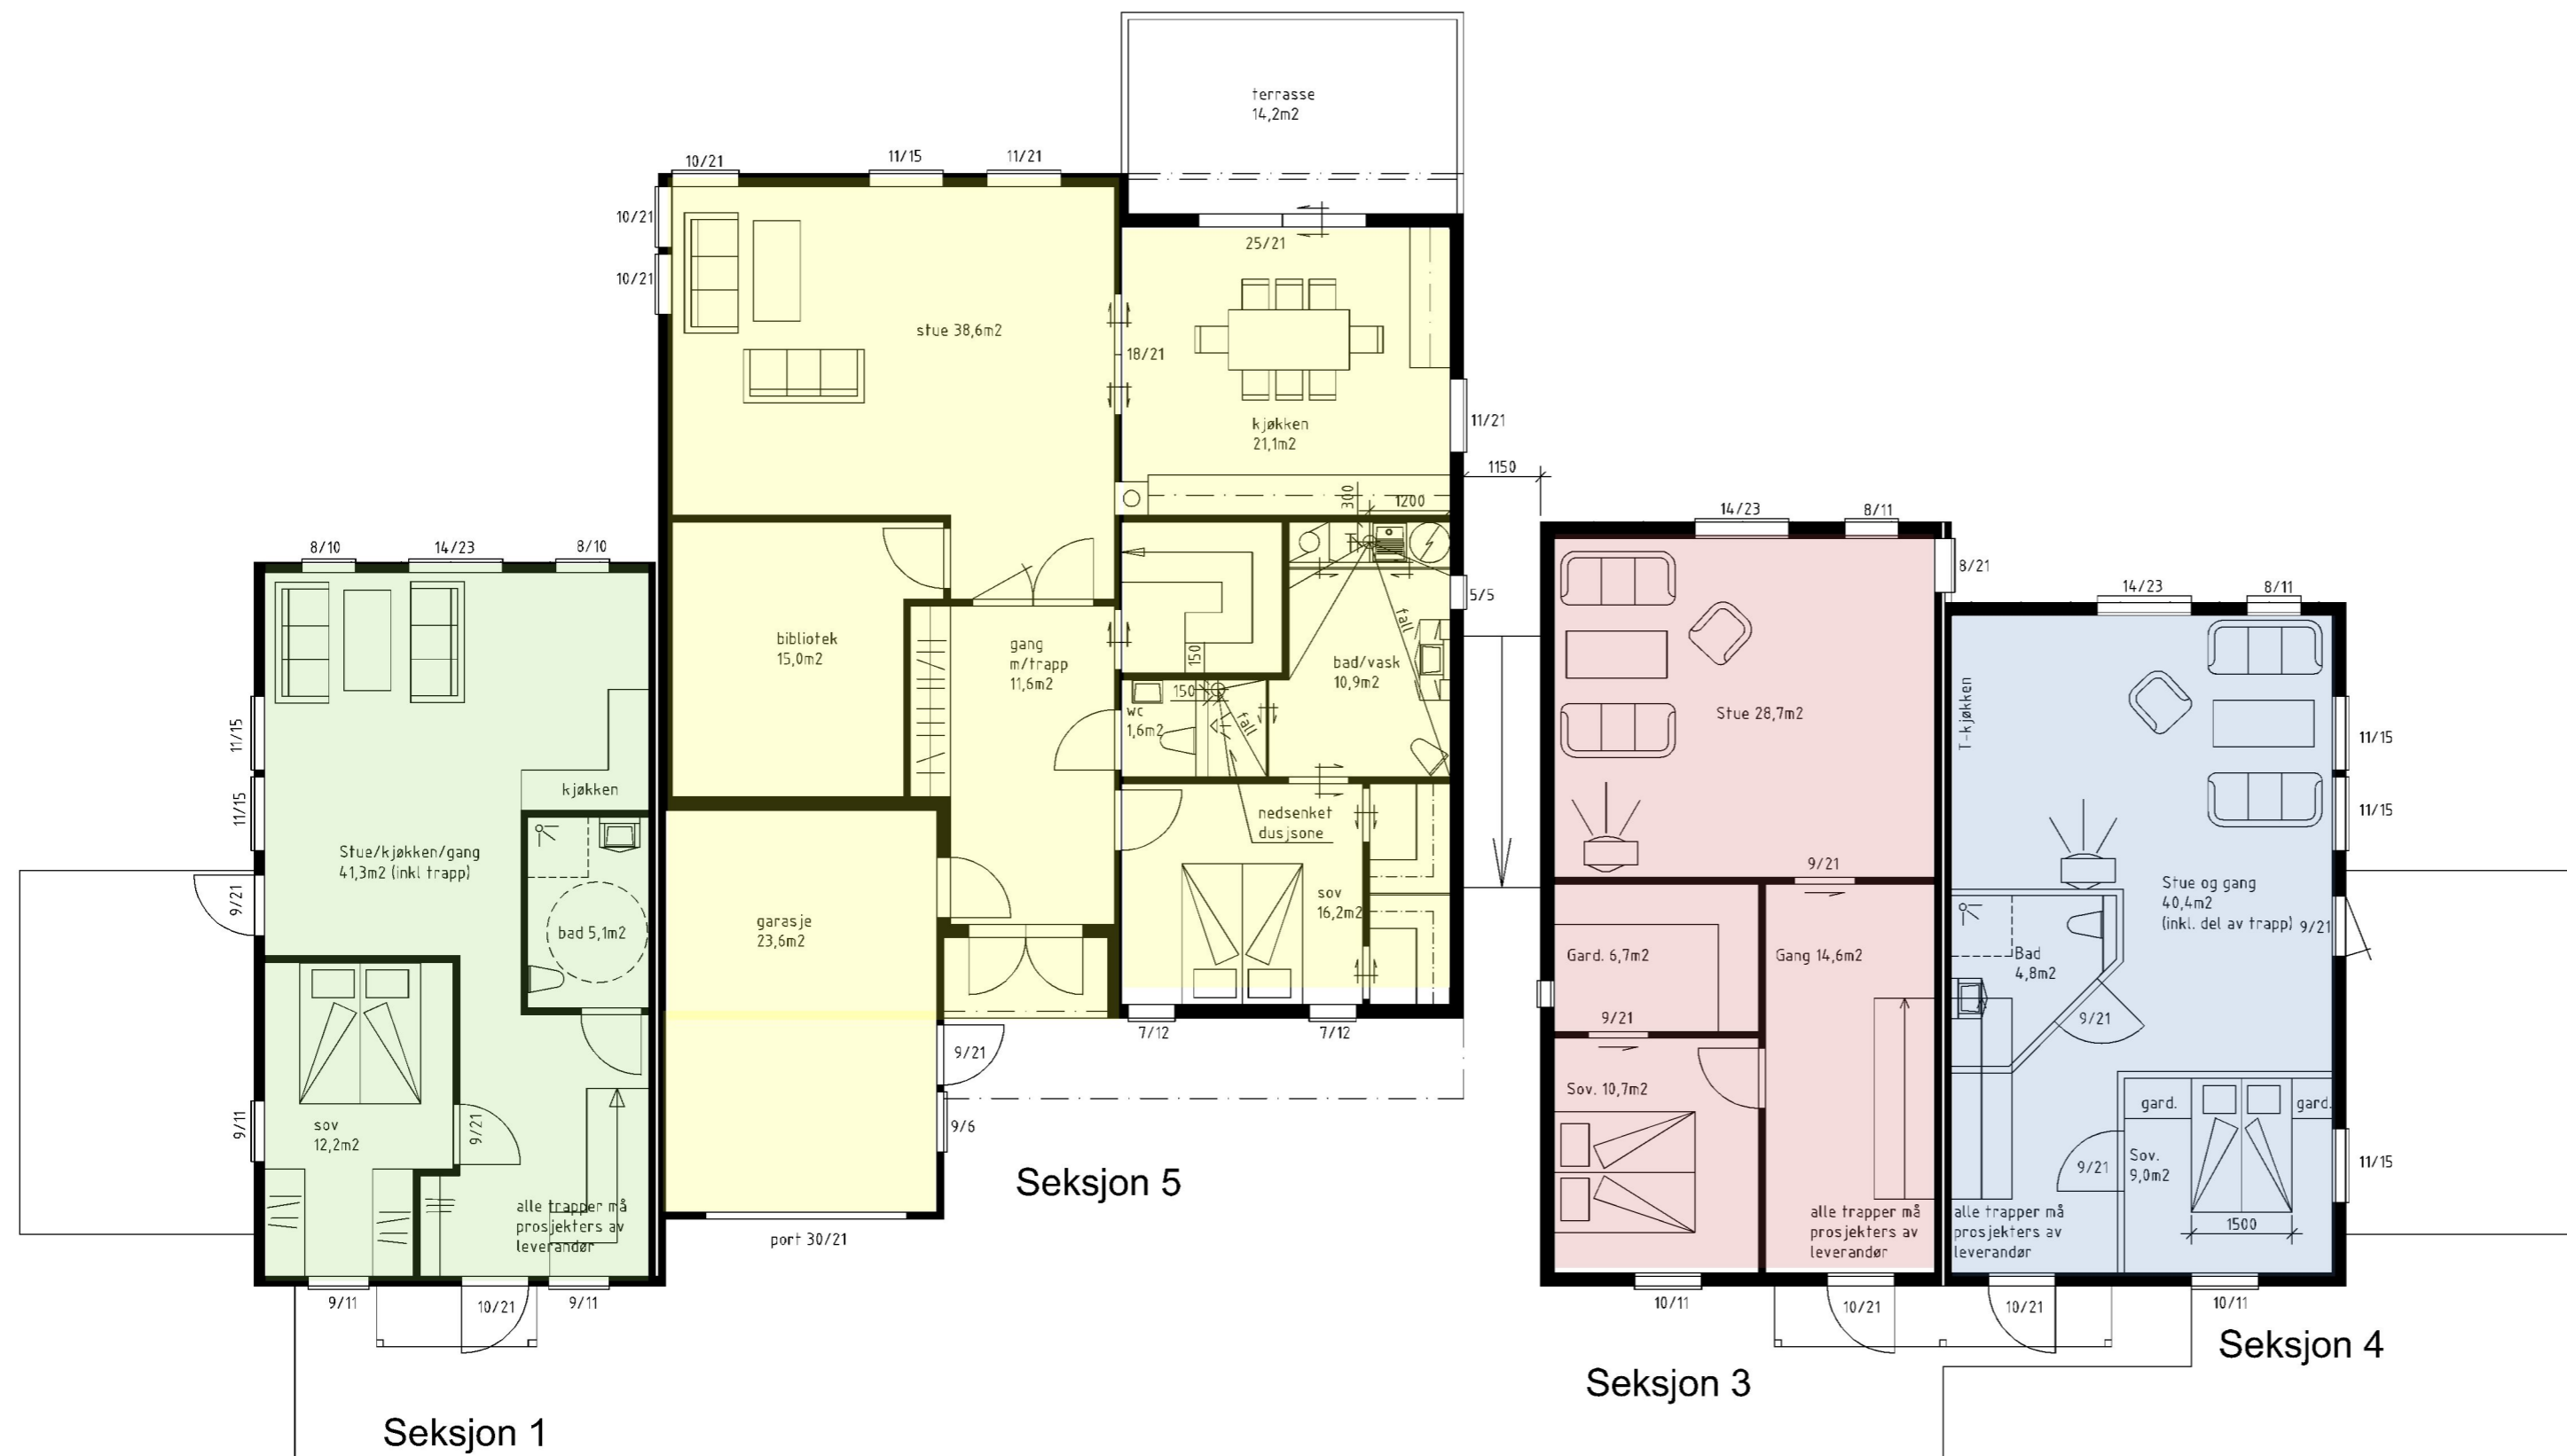 terrasse
14,2m2
10/21
11/15
11/21
10/21
10/21
25/21
stue 38,6m2
18/21
kjøkken
21,1m2
11/21
1150
300
1200
5/5
bibliotek
15,0m2
gang
m/trapp
11,6m2
150
fall
bad/vask
10,9m2
150
wc
1,6m2
fall
nedsenket
dusjsone
sov
16,2m2
garasje
23,6m2
7/12
7/12
9/21
9/6
port 30/21
Seksjon 5
8/10
14/23
8/10
11/15
11/15
kjøkken
Stue/kjøkken/gang
41,3m2 (inkl trapp)
9/21
bad 5,1m2
sov
12,2m2
9/21
9/11
alle trapper må
prosjekters av
leverandør
9/11
10/21
9/11
Seksjon 1
14/23
8/11
8/21
Stue 28,7m2
9/21
Gard. 6,7m2
Gang 14,6m2
9/21
Sov. 10,7m2
alle trapper må
prosjekters av
leverandør
10/11
10/21
Seksjon 3
14/23
8/11
T-kjøkken
11/15
11/15
Stue og gang
40,4m2
(inkl. del av trapp)
9/21
Bad
4,8m2
9/21
gard.
gard.
Sov.
9,0m2
9/21
11/15
1500
alle trapper må
prosjekters av
leverandør
10/21
10/11
Seksjon 4